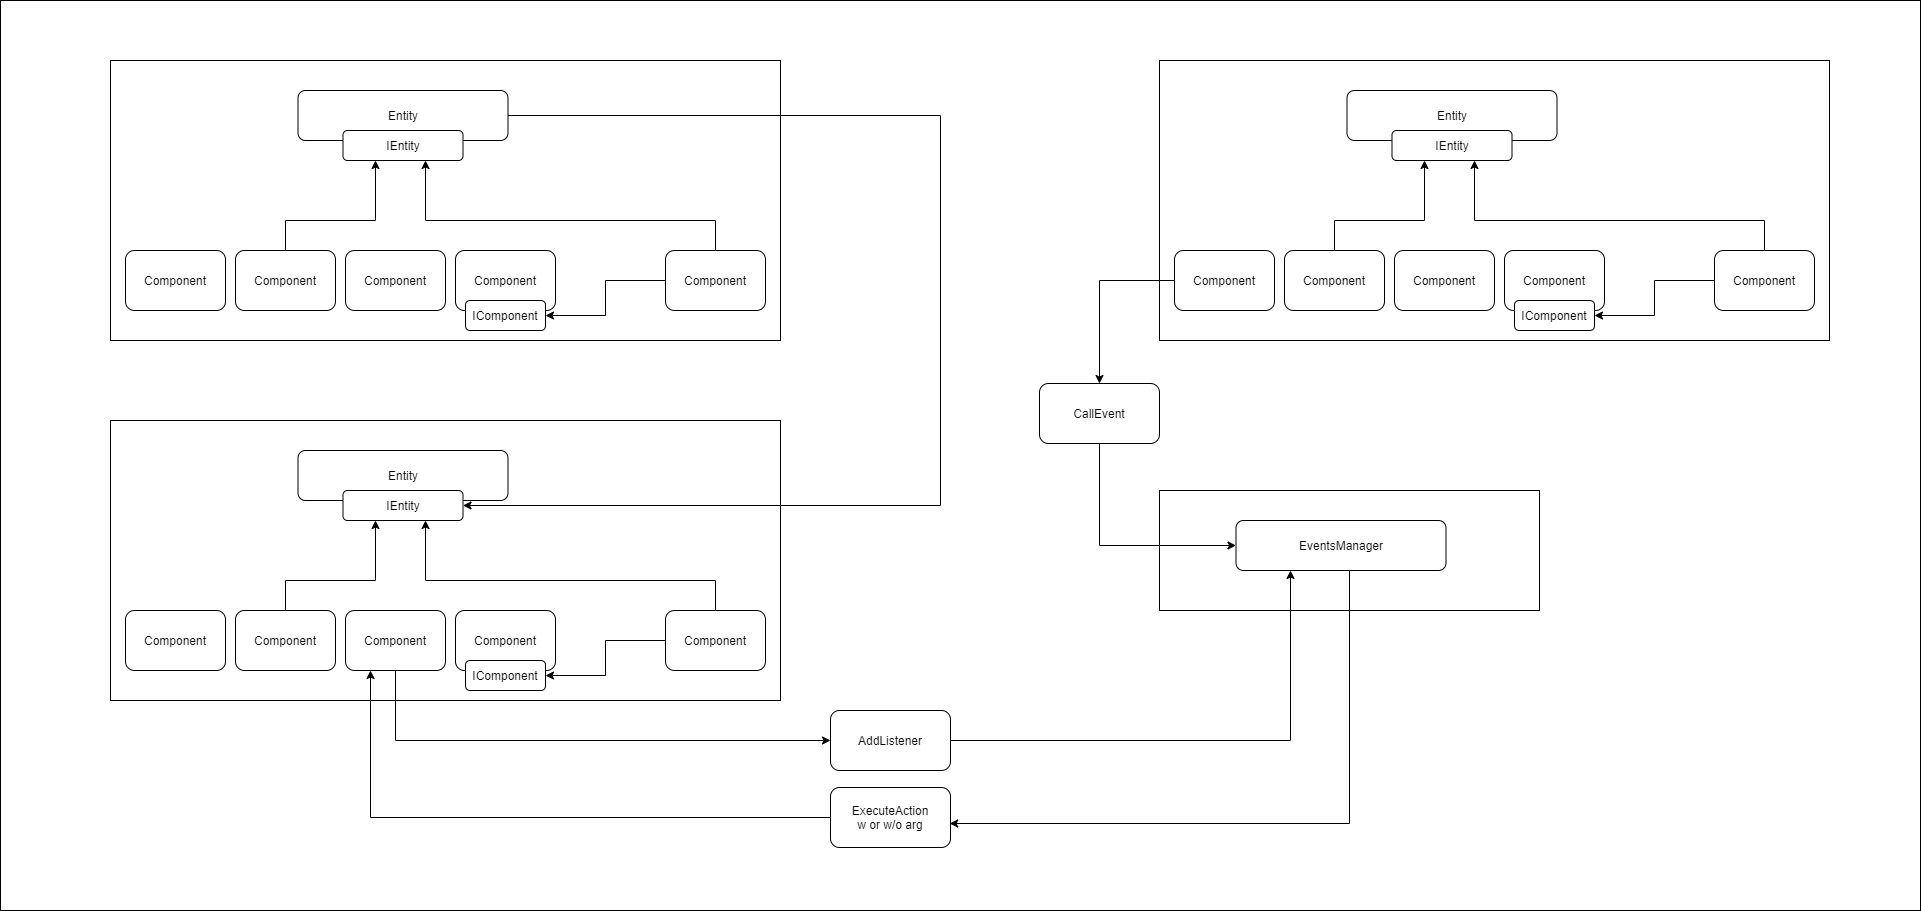 Entity
IEntity
Component
Component
Component
Component
IComponent
Component
Entity
IEntity
Component
Component
Component
Component
IComponent
Component
CallEvent
Entity
IEntity
Component
Component
Component
Component
IComponent
Component
EventsManager
AddListener
ExecuteAction
w or w/o arg